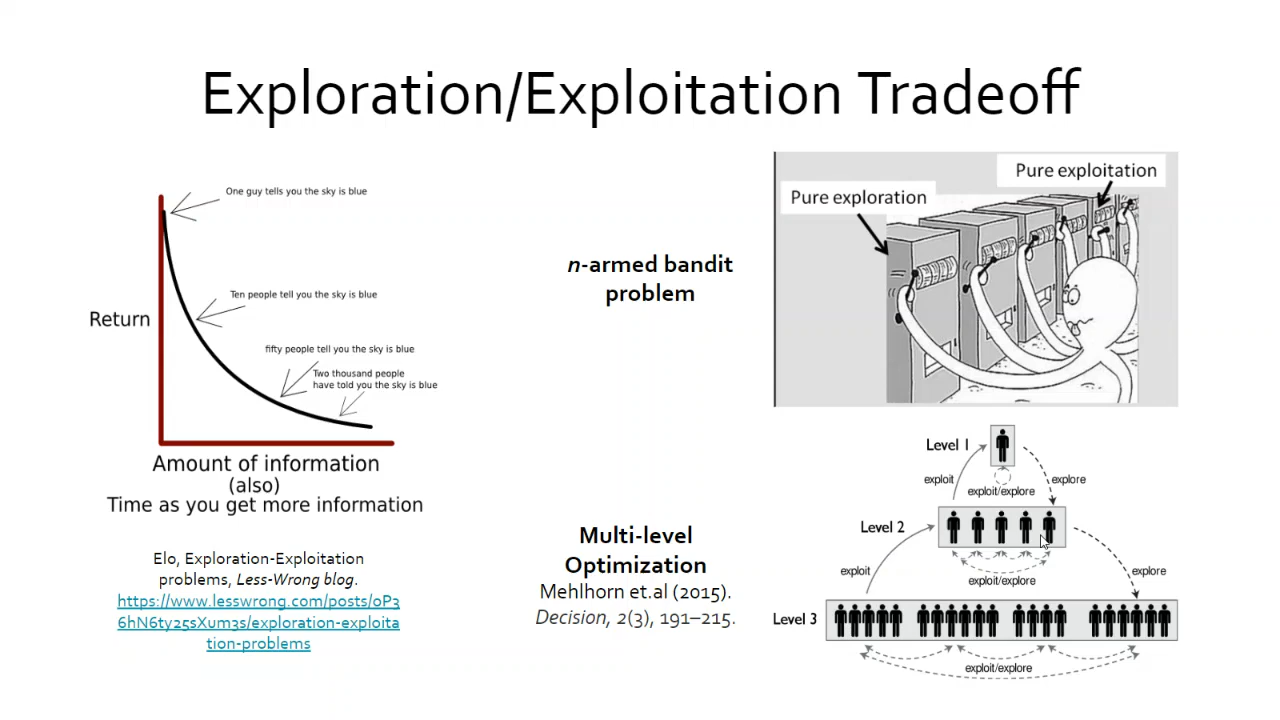 Exploration/Exploitation Tradeoff
One guy tells you the sky is blue
Ten people tell you the sky is blue
Return
fifty people tell you the sky is blue
Two thousand people
have told you the sky is blue
Amount of information
(also)
Time as you get more information
Elo, Exploration-Exploitation
problems, Less-Wrong blog.
https://www.lesswrong.com/posts/oP3
6hN6ty25sXum3s/exploration-exploita
tion-problems
n-armed bandit
problem
Pure exploration
Pure exploitation
Multi-level
Optimization
Mehlhorn et.al (2015).
Decision, 2(3), 191–215.
Level 1
exploit
explore
exploit/explore
Level 2
exploit
explore
exploit/explore
Level 3
exploit/explore